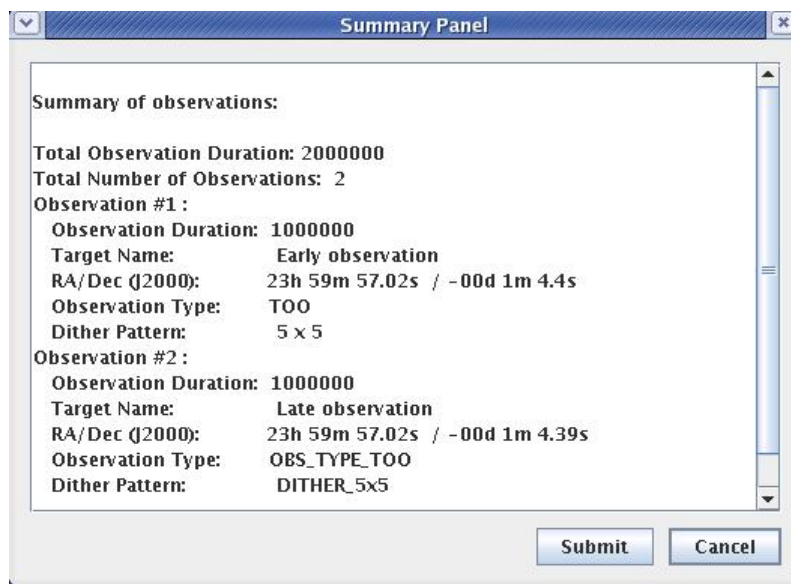 Summary Panel
Summary of observations:
Total Observation Duration: 2000000
Total Number of Observations: 2
Observation #1 :
Observation Duration: 1000000
Target Name: Early observation
RA/Dec (J2000): 23h 59m 57.02s / -00d 1m 4.4s
Observation Type: TOO
Dither Pattern: 5 x 5
Observation #2 :
Observation Duration: 1000000
Target Name: Late observation
RA/Dec (J2000): 23h 59m 57.02s / -00d 1m 4.39s
Observation Type: OBS_TYPE_TOO
Dither Pattern: DITHER_5x5
Submit Cancel